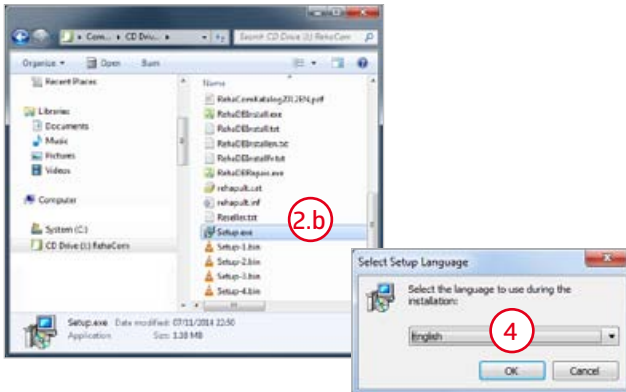 Com... ▸ CD Driv... ▸
Search CD Drive (I:) RehaCom
Organize
Open
Burn
Recent Places
Libraries
Documents
Music
Pictures
Videos
Computer
System (C:)
CD Drive (I:) RehaCom
Name
RehaComKatalog2012EN.pdf
RehaDBInstall.exe
RehaDBInstall.txt
RehaDBInstallen.txt
RehaDBInstallfr.txt
RehaDBRepair.exe
rehapult.cat
rehapult.inf
Reseller.txt
Setup.exe
Setup-1.bin
Setup-2.bin
Setup-3.bin
Setup-4.bin
2.b
Setup.exe Date modified: 07/11/2014 22:50
Application Size: 1.38 MB
Select Setup Language
Select the language to use during the
installation:
English
4
OK Cancel